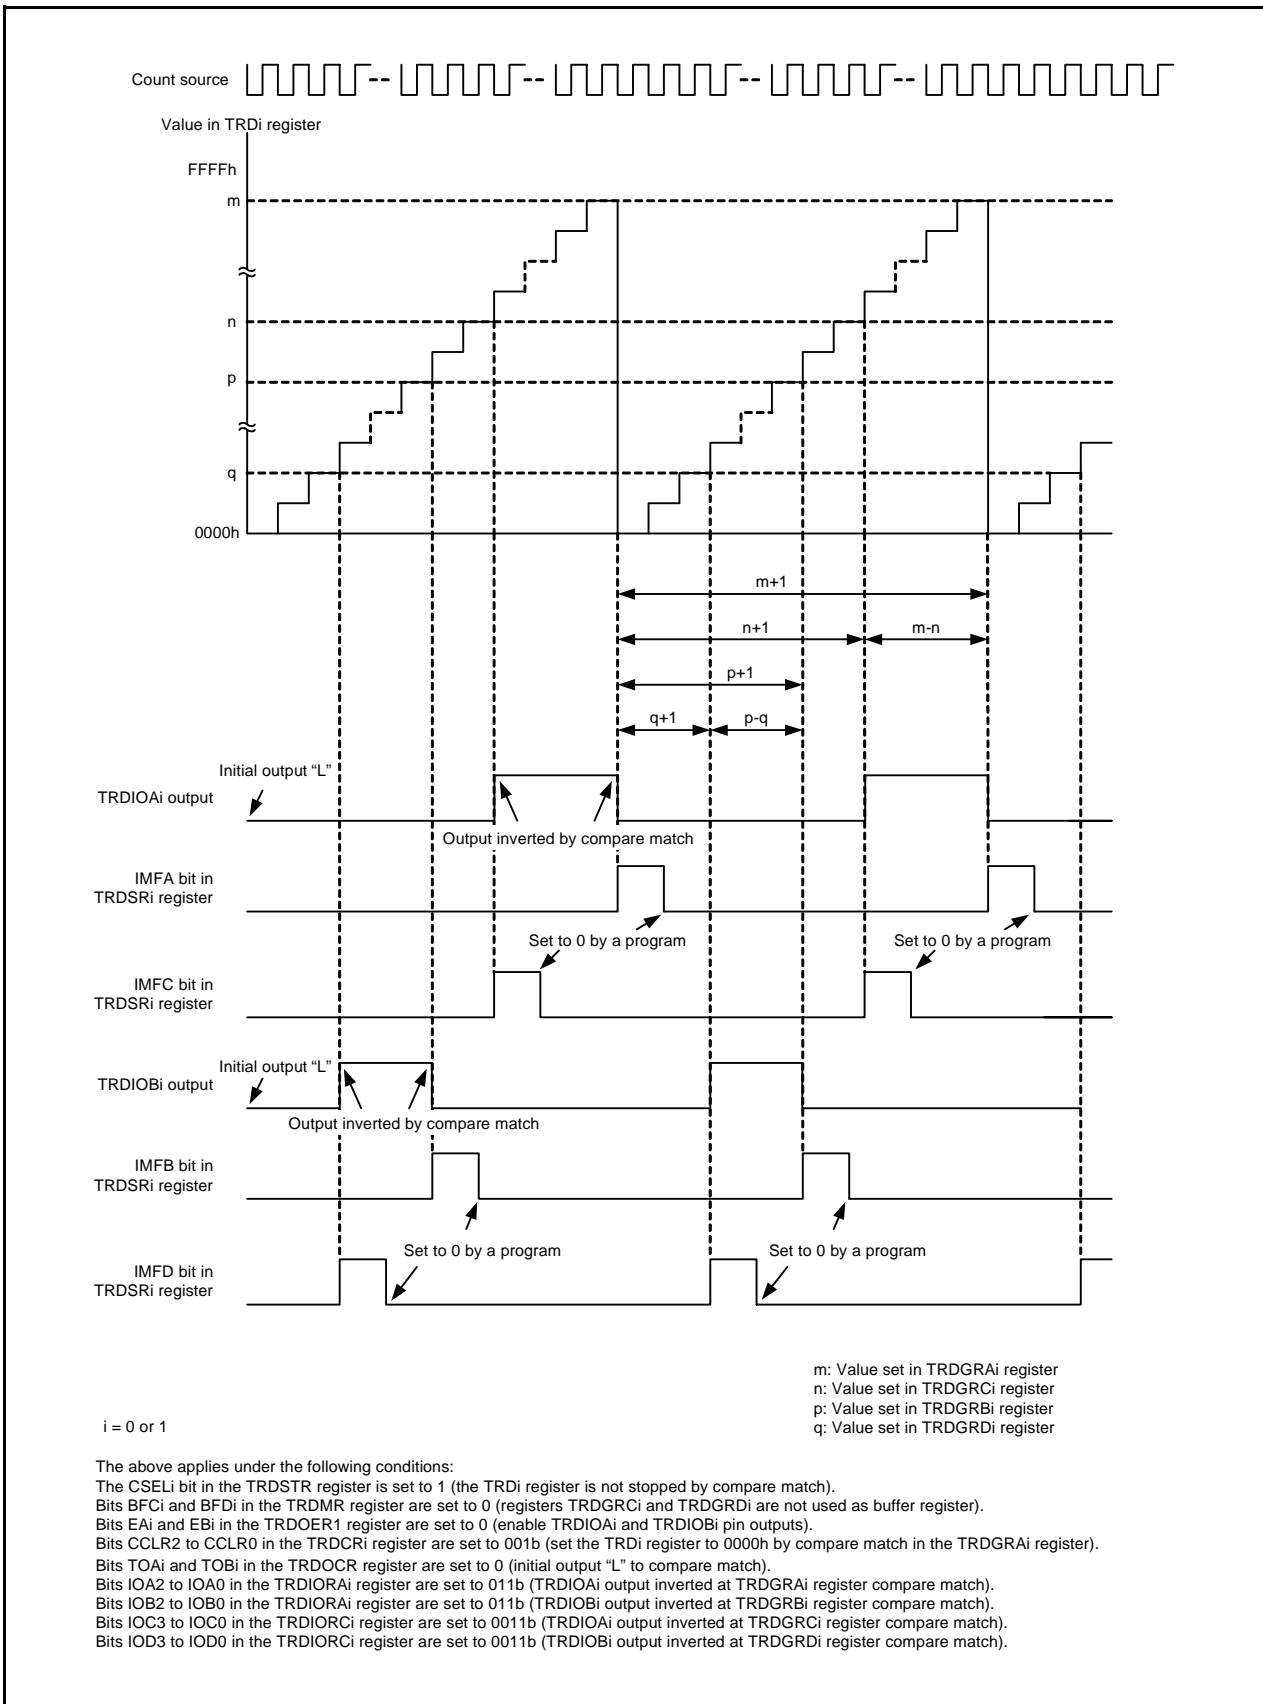 Count source
Value in TRDi register
FFFFh
m
n
p
q
0000h
m+1
n+1
m-n
p+1
q+1
p-q
Initial output “L”
TRDIOAi output
Output inverted by compare match
IMFA bit in
TRDSRi register
Set to 0 by a program
Set to 0 by a program
IMFC bit in
TRDSRi register
Initial output “L”
TRDIOBi output
Output inverted by compare match
IMFB bit in
TRDSRi register
Set to 0 by a program
Set to 0 by a program
IMFD bit in
TRDSRi register
m: Value set in TRDGRAi register
n: Value set in TRDGRCi register
p: Value set in TRDGRBi register
q: Value set in TRDGRDi register
i = 0 or 1
The above applies under the following conditions:
The CSELi bit in the TRDSTR register is set to 1 (the TRDi register is not stopped by compare match).
Bits BFCi and BFDi in the TRDMR register are set to 0 (registers TRDGRCi and TRDGRDi are not used as buffer register).
Bits EAi and EBi in the TRDOER1 register are set to 0 (enable TRDIOAi and TRDIOBi pin outputs).
Bits CCLR2 to CCLR0 in the TRDCRi register are set to 001b (set the TRDi register to 0000h by compare match in the TRDGRAi register).
Bits TOAi and TOBi in the TRDOCR register are set to 0 (initial output “L” to compare match).
Bits IOA2 to IOA0 in the TRDIORAi register are set to 011b (TRDIOAi output inverted at TRDGRAi register compare match).
Bits IOB2 to IOB0 in the TRDIORAi register are set to 011b (TRDIOBi output inverted at TRDGRBi register compare match).
Bits IOC3 to IOC0 in the TRDIORCi register are set to 0011b (TRDIOAi output inverted at TRDGRCi register compare match).
Bits IOD3 to IOD0 in the TRDIORCi register are set to 0011b (TRDIOBi output inverted at TRDGRDi register compare match).